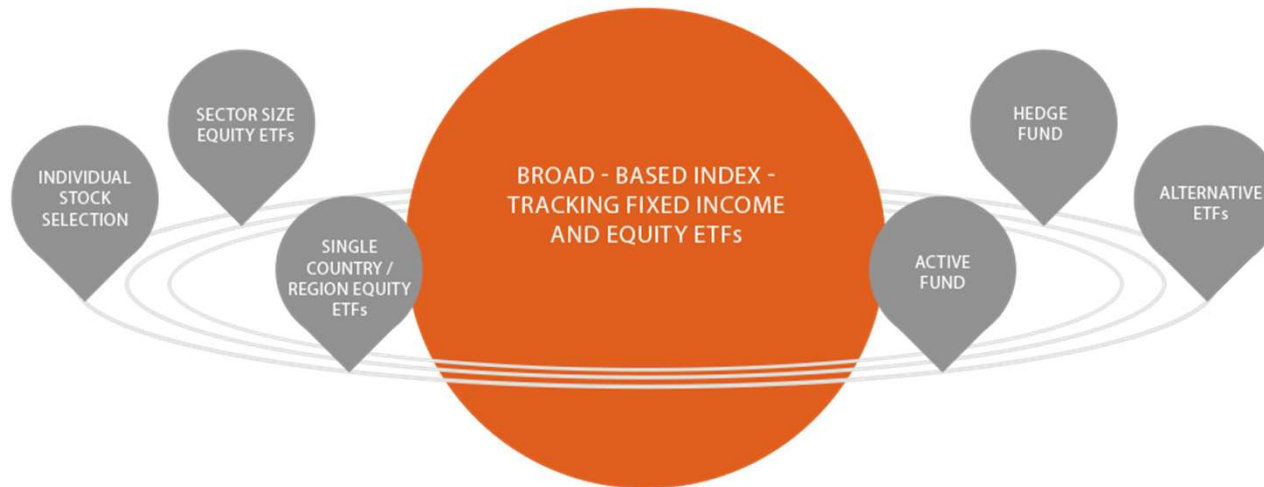 SECTOR SIZE
EQUITY ETFs
HEDGE
FUND
INDIVIDUAL
STOCK
SELECTION
BROAD - BASED INDEX -
TRACKING FIXED INCOME
AND EQUITY ETFs
ALTERNATIVE
ETFs
SINGLE
COUNTRY /
REGION EQUITY
ETFs
ACTIVE
FUND